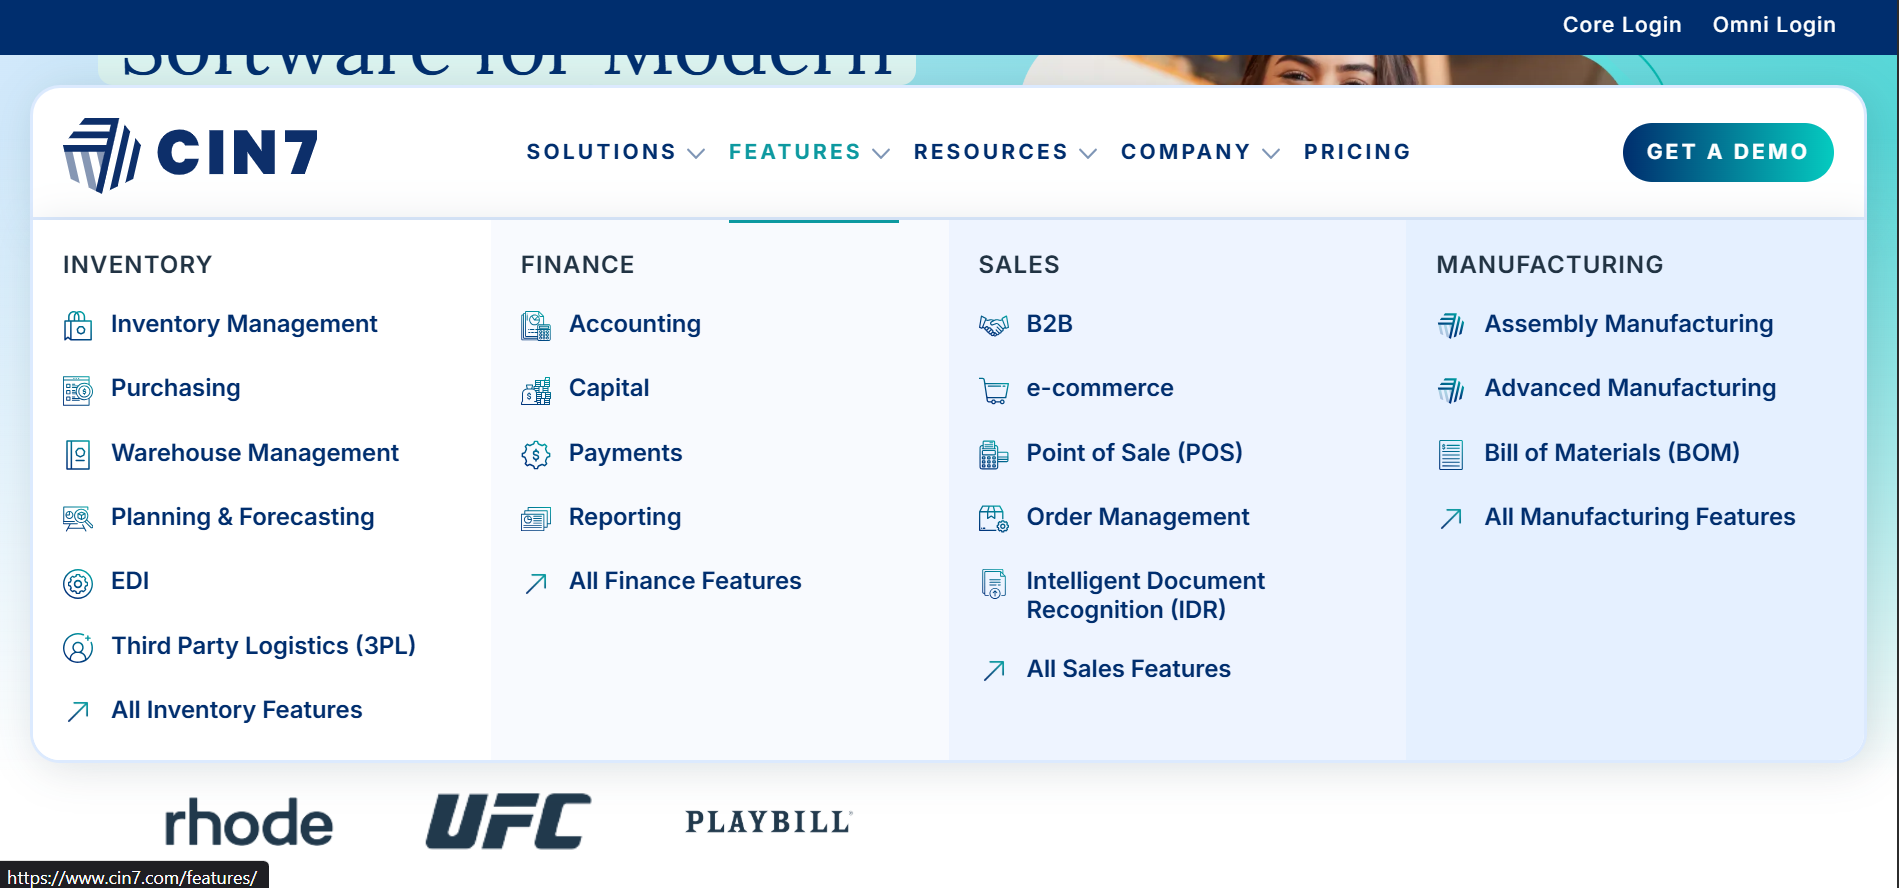 Core Login Omni Login
Software for Modern
CIN7
SOLUTIONS FEATURES RESOURCES COMPANY PRICING
GET A DEMO
INVENTORY
Inventory Management
Purchasing
Warehouse Management
Planning & Forecasting
EDI
Third Party Logistics (3PL)
All Inventory Features
FINANCE
Accounting
Capital
Payments
Reporting
All Finance Features
SALES
B2B
e-commerce
Point of Sale (POS)
Order Management
Intelligent Document
Recognition (IDR)
All Sales Features
MANUFACTURING
Assembly Manufacturing
Advanced Manufacturing
Bill of Materials (BOM)
All Manufacturing Features
rhode
UFC
PLAYBILL
https://www.cin7.com/features/